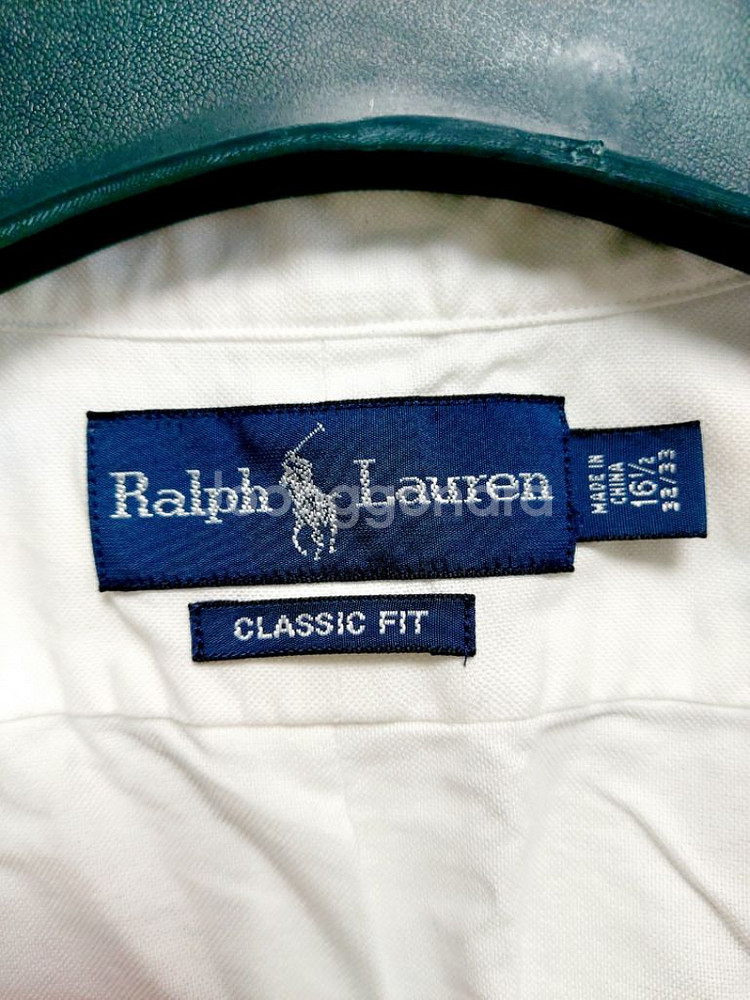 Ralph Lauren
MADE IN
CHINA
16½
32/33
CLASSIC FIT